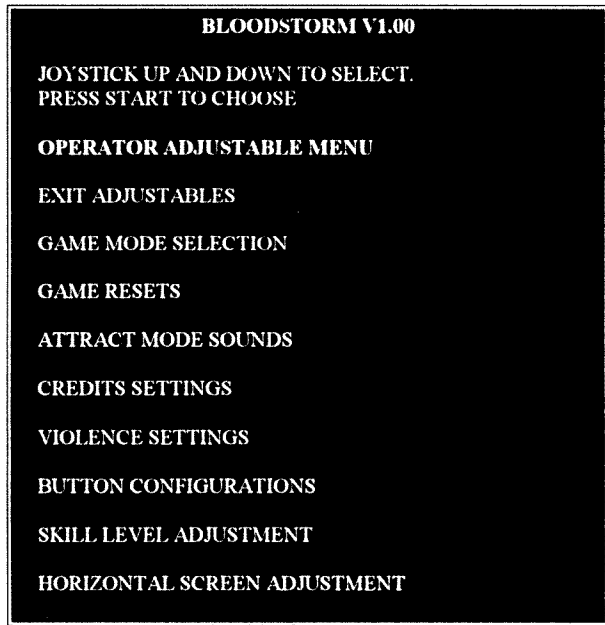 BLOODSTORM V1.00
JOYSTICK UP AND DOWN TO SELECT.
PRESS START TO CHOOSE
OPERATOR ADJUSTABLE MENU
EXIT ADJUSTABLES
GAME MODE SELECTION
GAME RESETS
ATTRACT MODE SOUNDS
CREDITS SETTINGS
VIOLENCE SETTINGS
BUTTON CONFIGURATIONS
SKILL LEVEL ADJUSTMENT
HORIZONTAL SCREEN ADJUSTMENT